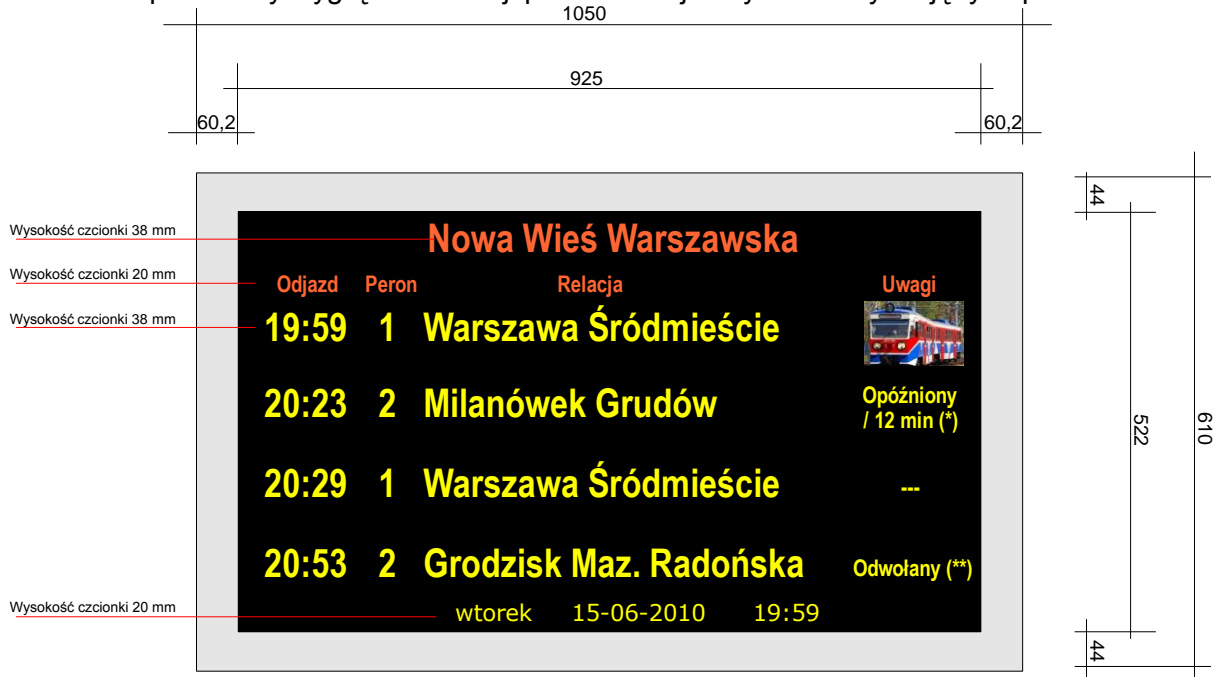 1050
925
60,2
60,2
44
Wysokość czcionki 38 mm
Nowa Wieś Warszawska
Wysokość czcionki 20 mm
Odjazd Peron Relacja Uwagi
Wysokość czcionki 38 mm
19:59 1 Warszawa Śródmieście
20:23 2 Milanówek Grudów Opóźniony
/ 12 min (*)
522
610
20:29 1 Warszawa Śródmieście ---
20:53 2 Grodzisk Maz. Radońska Odwołany (**)
Wysokość czcionki 20 mm
wtorek 15-06-2010 19:59
44